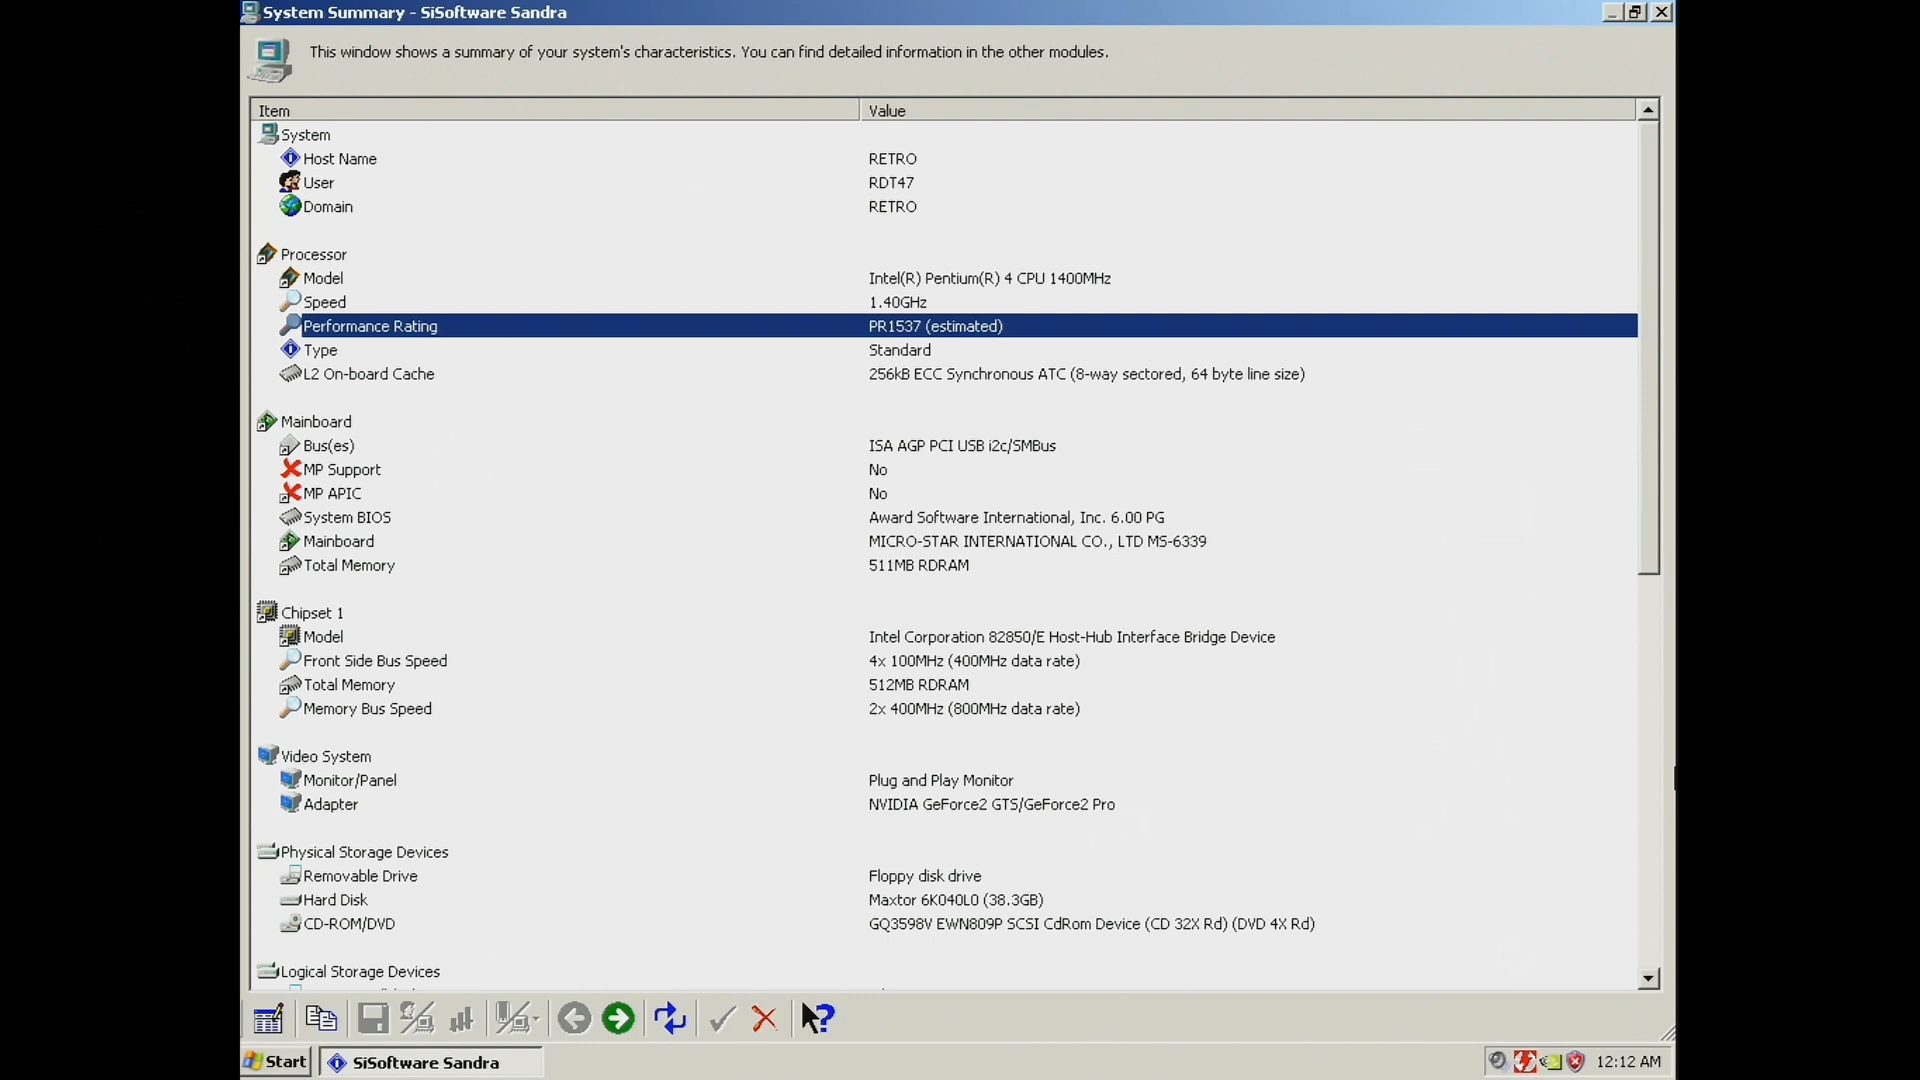 System Summary - SiSoftware Sandra
This window shows a summary of your system's characteristics. You can find detailed information in the other modules.
Item Value
System
Host Name RETRO
User RDT47
Domain RETRO
Processor
Model Intel(R) Pentium(R) 4 CPU 1400MHz
Speed 1.40GHz
Performance Rating PR1537 (estimated)
Type Standard
L2 On-board Cache 256kB ECC Synchronous ATC (8-way sectored, 64 byte line size)
Mainboard
Bus(es) ISA AGP PCI USB i2c/SMBus
MP Support No
MP APIC No
System BIOS Award Software International, Inc. 6.00 PG
Mainboard MICRO-STAR INTERNATIONAL CO., LTD MS-6339
Total Memory 511MB RDRAM
Chipset 1
Model Intel Corporation 82850/E Host-Hub Interface Bridge Device
Front Side Bus Speed 4x 100MHz (400MHz data rate)
Total Memory 512MB RDRAM
Memory Bus Speed 2x 400MHz (800MHz data rate)
Video System
Monitor/Panel Plug and Play Monitor
Adapter NVIDIA GeForce2 GTS/GeForce2 Pro
Physical Storage Devices
Removable Drive Floppy disk drive
Hard Disk Maxtor 6K040L0 (38.3GB)
CD-ROM/DVD GQ3598V EWN809P SCSI CdRom Device (CD 32X Rd) (DVD 4X Rd)
Logical Storage Devices
Start SiSoftware Sandra 12:12 AM